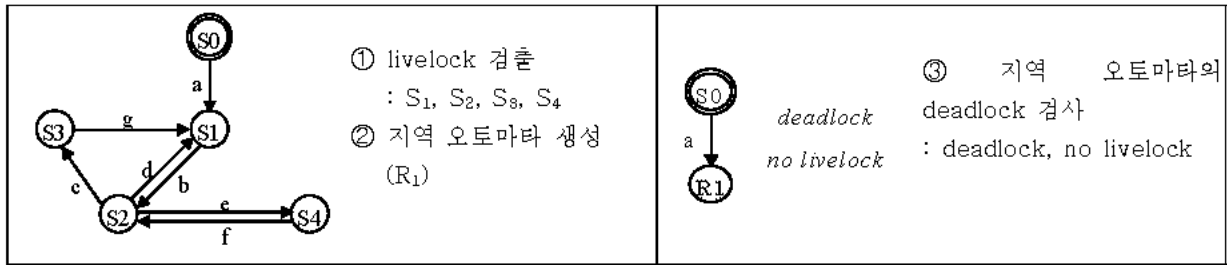 S0
a
g
S3
S1
d
b
c
S2
e
S4
f
① livelock 검출
: S₁, S₂, S₃, S₄
② 지역 오토마타 생성
(R₁)
S0
a
R1
deadlock
no livelock
③ 지역 오토마타의
deadlock 검사
: deadlock, no livelock